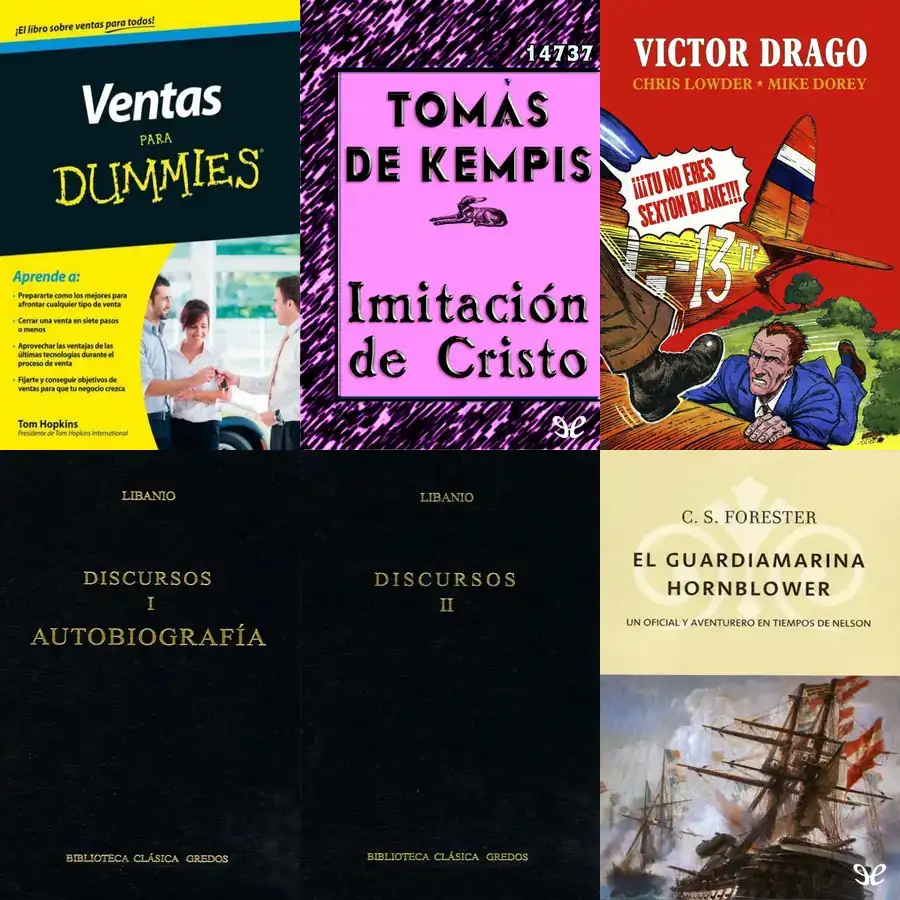 ¡El libro sobre ventas para todos!
Ventas
PARA
DUMMIES®
Aprende a:
• Prepararte como los mejores para
afrontar cualquier tipo de venta
• Cerrar una venta en siete pasos
o menos
• Aprovechar las ventajas de las
últimas tecnologías durante el
proceso de venta
• Fijarte y conseguir objetivos de
ventas para que tu negocio crezca
Tom Hopkins
Presidente de Tom Hopkins International
14737
TOMÁS
DE KEMPIS
Imitación
de Cristo
VICTOR DRAGO
CHRIS LOWDER * MIKE DOREY
¡¡¡TU NO ERES
SEXTON BLAKE!!!
-13 TF
LIBANIO
DISCURSOS
I
AUTOBIOGRAFÍA
BIBLIOTECA CLÁSICA GREDOS
LIBANIO
DISCURSOS
II
BIBLIOTECA CLÁSICA GREDOS
C. S. FORESTER
EL GUARDIAMARINA
HORNBLOWER
UN OFICIAL Y AVENTURERO EN TIEMPOS DE NELSON